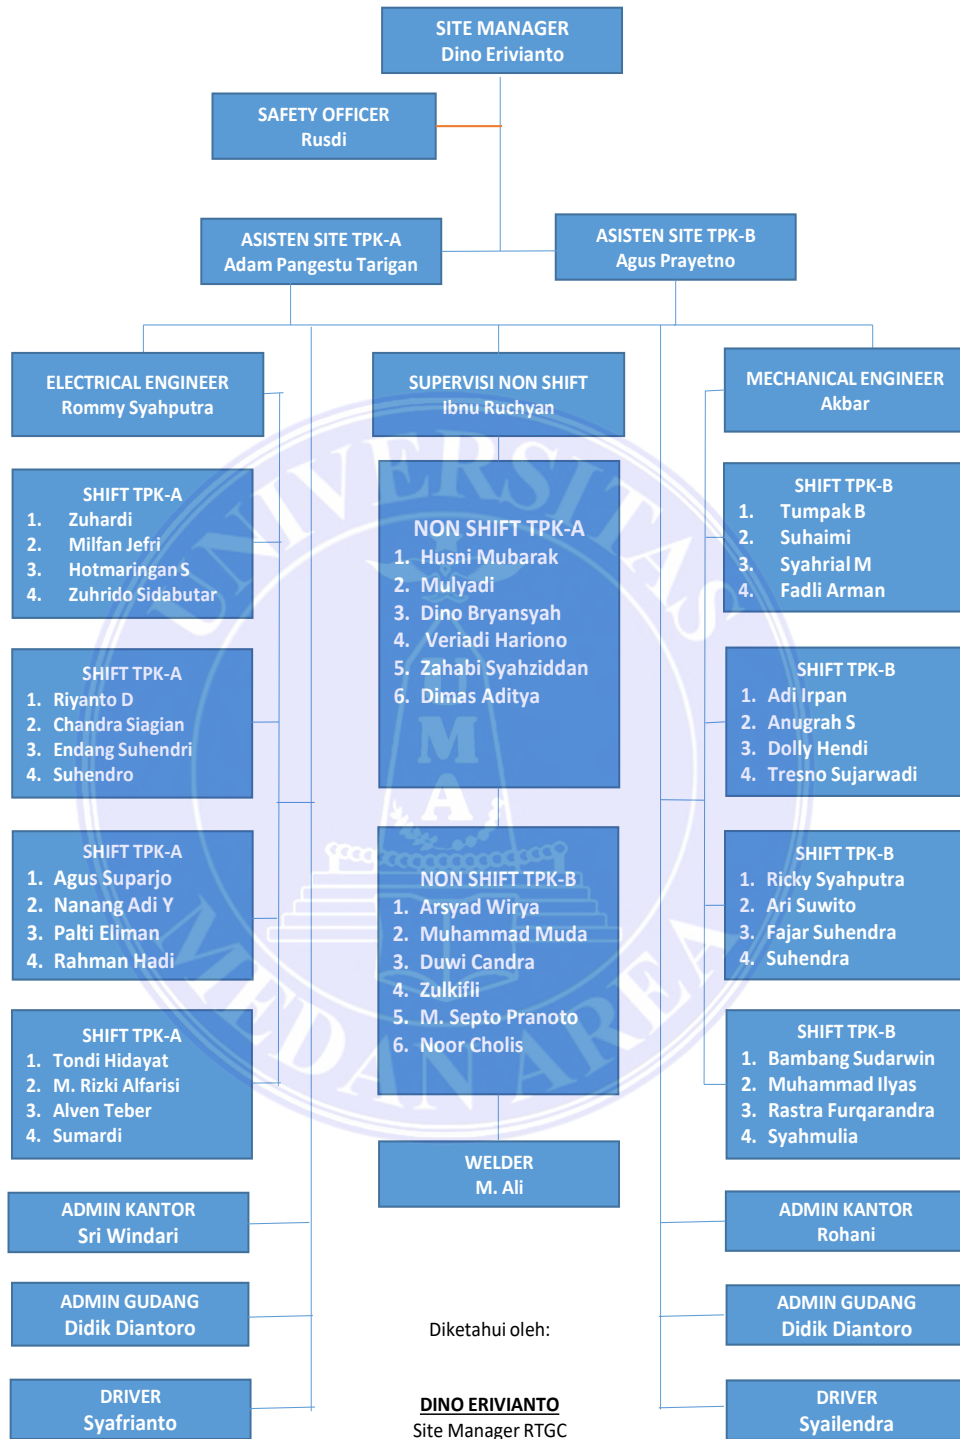 SITE MANAGER
Dino Erivianto
SAFETY OFFICER
Rusdi
ASISTEN SITE TPK-A
Adam Pangestu Tarigan
ASISTEN SITE TPK-B
Agus Prayetno
ELECTRICAL ENGINEER
Rommy Syahputra
SUPERVISI NON SHIFT
Ibnu Ruchyan
MECHANICAL ENGINEER
Akbar
SHIFT TPK-A
1. Zuhardi
2. Milfan Jefri
3. Hotmaringan S
4. Zuhrido Sidabutar
NON SHIFT TPK-A
1. Husni Mubarak
2. Mulyadi
3. Dino Bryansyah
4. Veriadi Hariono
5. Zahabi Syahziddan
6. Dimas Aditya
SHIFT TPK-B
1. Tumpak B
2. Suhaimi
3. Syahrial M
4. Fadli Arman
SHIFT TPK-A
1. Riyanto D
2. Chandra Siagian
3. Endang Suhendri
4. Suhendro
SHIFT TPK-B
1. Adi Irpan
2. Anugrah S
3. Dolly Hendi
4. Tresno Sujarwadi
SHIFT TPK-A
1. Agus Suparjo
2. Nanang Adi Y
3. Palti Eliman
4. Rahman Hadi
NON SHIFT TPK-B
1. Arsyad Wirya
2. Muhammad Muda
3. Duwi Candra
4. Zulkifli
5. M. Septo Pranoto
6. Noor Cholis
SHIFT TPK-B
1. Ricky Syahputra
2. Ari Suwito
3. Fajar Suhendra
4. Suhendra
SHIFT TPK-A
1. Tondi Hidayat
2. M. Rizki Alfarisi
3. Alven Teber
4. Sumardi
SHIFT TPK-B
1. Bambang Sudarwin
2. Muhammad Ilyas
3. Rastra Furqarandra
4. Syahmulia
WELDER
M. Ali
ADMIN KANTOR
Sri Windari
ADMIN KANTOR
Rohani
ADMIN GUDANG
Didik Diantoro
ADMIN GUDANG
Didik Diantoro
DRIVER
Syafrianto
DRIVER
Syailendra
Diketahui oleh:
DINO ERIVIANTO
Site Manager RTGC
UNIVERSITAS
MEDAN AREA
U
M
A